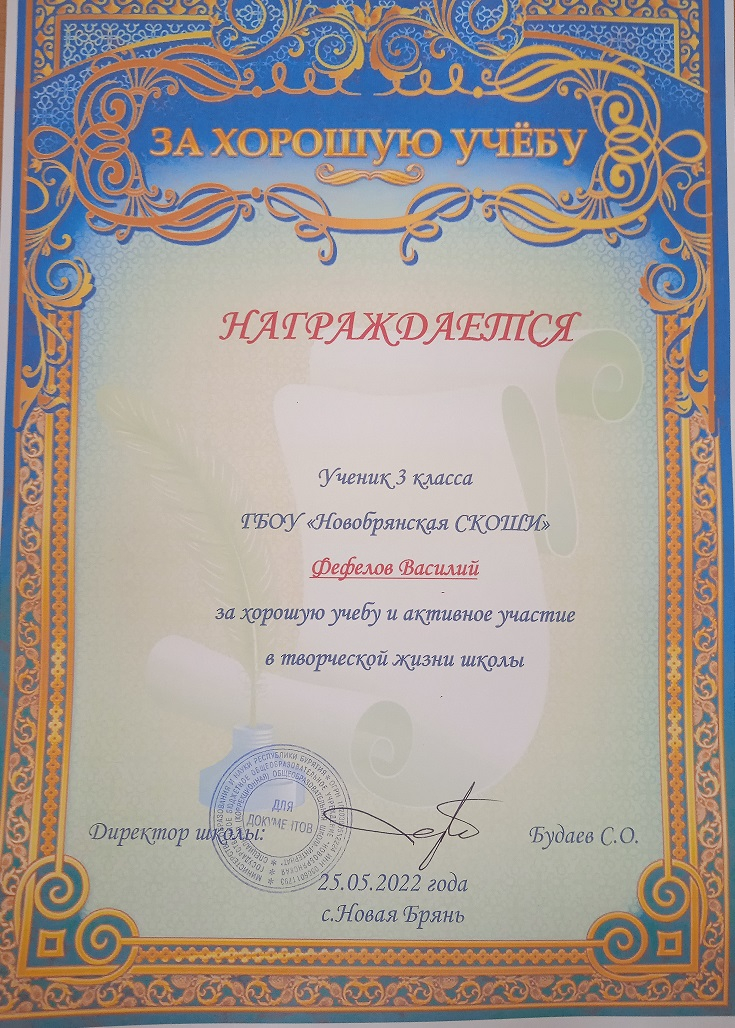 ЗА ХОРОШУЮ УЧЁБУ
НАГРАЖДАЕТСЯ
Ученик 3 класса
ГБОУ «Новобрянская СКОШИ»
Фефелов Василий
за хорошую учебу и активное участие
в творческой жизни школы
ДЛЯ
ДОКУМЕНТОВ
Директор школы:
Будаев С.О.
25.05.2022 года
с.Новая Брянь